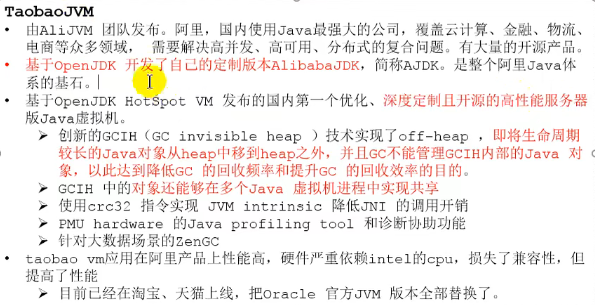 TaobaoJVM
• 由AliJVM 团队发布。阿里,国内使用Java最强大的公司,覆盖云计算、金融、物流、
电商等众多领域, 需要解决高并发、高可用、分布式的复合问题。有大量的开源产品。
• 基于OpenJDK 开发了自己的定制版本AlibabaJDK,简称AJDK。是整个阿里Java体
系的基石。
• 基于OpenJDK HotSpot VM 发布的国内第一个优化、深度定制且开源的高性能服务器
版Java虚拟机。
➢ 创新的GCIH(GC invisible heap )技术实现了off-heap ,即将生命周期
较长的Java对象从heap中移到heap之外,并且GC不能管理GCIH内部的Java 对
象,以此达到降低GC 的回收频率和提升GC 的回收效率的目的。
➢ GCIH 中的对象还能够在多个Java 虚拟机进程中实现共享
➢ 使用crc32 指令实现 JVM intrinsic 降低JNI 的调用开销
➢ PMU hardware 的Java profiling tool 和诊断协助功能
➢ 针对大数据场景的ZenGC
• taobao vm应用在阿里产品上性能高,硬件严重依赖intel的cpu,损失了兼容性,但
提高了性能
➢ 目前已经在淘宝、天猫上线,把Oracle 官方JVM 版本全部替换了。